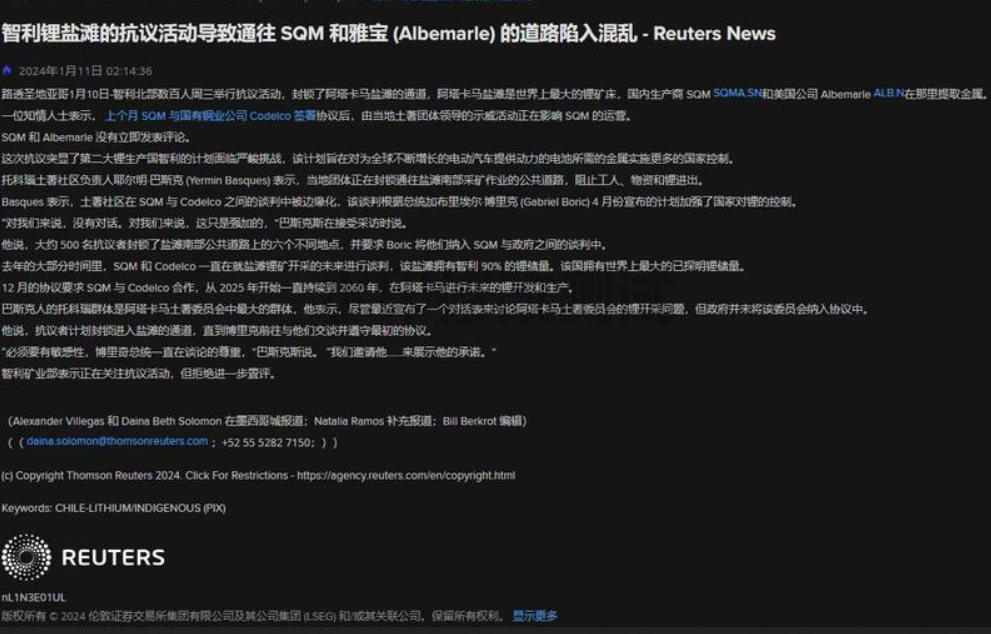 智利锂盐滩的抗议活动导致通往 SQM 和雅宝 (Albemarle) 的道路陷入混乱 - Reuters News
2024年1月11日 02:14:36
路透圣地亚哥1月10日-智利北部数百人周三举行抗议活动，封锁了阿塔卡马盐滩的通道，阿塔卡马盐滩是世界上最大的锂矿床，国内生产商 SQM SQMA.SN和美国公司 Albemarle ALB.N在那里提取金属。
一位知情人士表示， 上个月 SQM 与国有铜业公司 Codelco 签署协议后，由当地土著团体领导的示威活动正在影响 SQM 的运营。
SQM 和 Albemarle 没有立即发表评论。
这次抗议突显了第二大锂生产国智利的计划面临严峻挑战，该计划旨在对为全球不断增长的电动汽车提供动力的电池所需的金属实施更多的国家控制。
托科瑙土著社区负责人耶尔明·巴斯克 (Yermin Basques) 表示，当地团体正在封锁通往盐滩南部采矿作业的公共道路，阻止工人、物资和锂进出。
Basques 表示，土著社区在 SQM 与 Codelco 之间的谈判中被边缘化，该谈判根据总统加布里埃尔·博里克 (Gabriel Boric) 4 月份宣布的计划加强了国家对锂的控制。
“对我们来说，没有对话。对我们来说，这只是强加的，”巴斯克斯在接受采访时说。
他说，大约 500 名抗议者封锁了盐滩南部公共道路上的六个不同地点，并要求 Boric 将他们纳入 SQM 与政府之间的谈判中。
去年的大部分时间里，SQM 和 Codelco 一直在就盐滩锂矿开采的未来进行谈判，该盐滩拥有智利 90% 的锂储量。该国拥有世界上最大的已探明锂储量。
12 月的协议要求 SQM 与 Codelco 合作，从 2025 年开始一直持续到 2060 年，在阿塔卡马进行未来的锂开发和生产。
巴斯克人的托科瑙群体是阿塔卡马土著委员会中最大的群体，他表示，尽管最近宣布了一个对话表来讨论阿塔卡马土著委员会的锂开采问题，但政府并未将该委员会纳入协议中。
他说，抗议者计划封锁进入盐滩的通道，直到博里克前往与他们交谈并遵守最初的协议。
“必须要有敏感性，博里奇总统一直在谈论的尊重，”巴斯克斯说。 “我们邀请他……来展示他的承诺。”
智利矿业部表示正在关注抗议活动，但拒绝进一步置评。
（Alexander Villegas 和 Daina Beth Solomon 在墨西哥城报道；Natalia Ramos 补充报道；Bill Berkrot 编辑）
（（ daina.solomon@thomsonreuters.com ；+52 55 5282 7150；））
(c) Copyright Thomson Reuters 2024. Click For Restrictions - https://agency.reuters.com/en/copyright.html
Keywords: CHILE-LITHIUM/INDIGENOUS (PIX)
REUTERS
nL1N3E01UL
版权所有 © 2024 伦敦证券交易所集团有限公司及其公司集团 (LSEG) 和/或其关联公司。保留所有权利。 显示更多